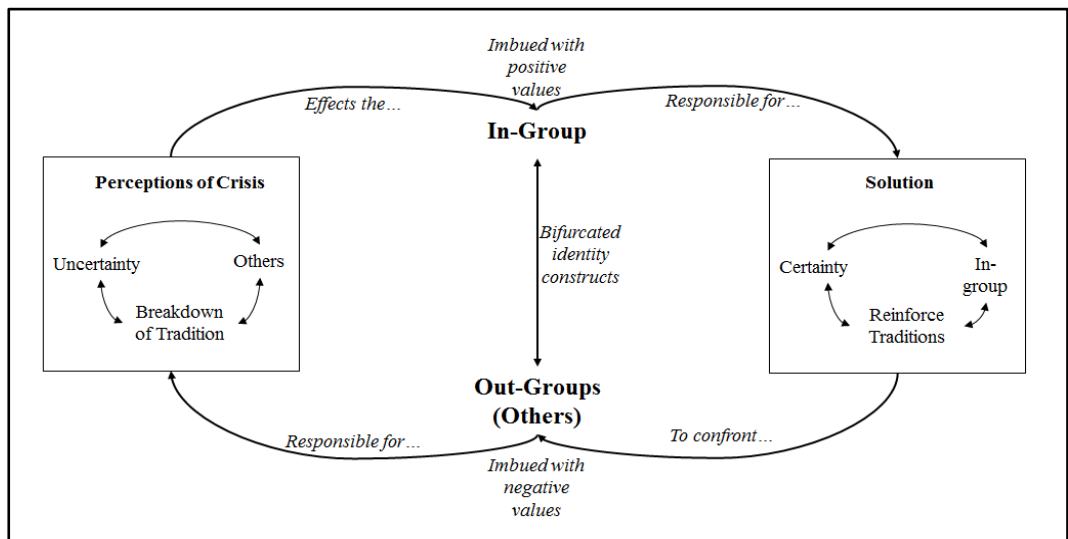 Imbued with
positive
values
Effects the…
Responsible for…
In-Group
Perceptions of Crisis
Uncertainty
Others
Breakdown
of Tradition
Bifurcated
identity
constructs
Solution
Certainty
In-
group
Reinforce
Traditions
Out-Groups
(Others)
Responsible for…
To confront…
Imbued with
negative
values